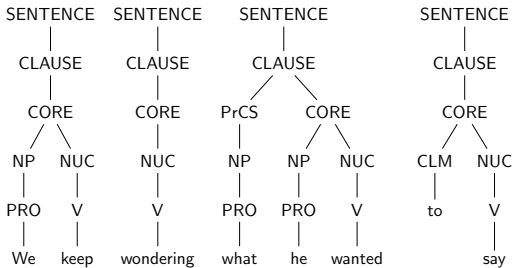 SENTENCE SENTENCE SENTENCE SENTENCE
CLAUSE CLAUSE CLAUSE CLAUSE
CORE CORE PrCS CORE CORE
NP NUC NUC NP NP NUC CLM NUC
PRO V V PRO PRO V to V
We keep wondering what he wanted say